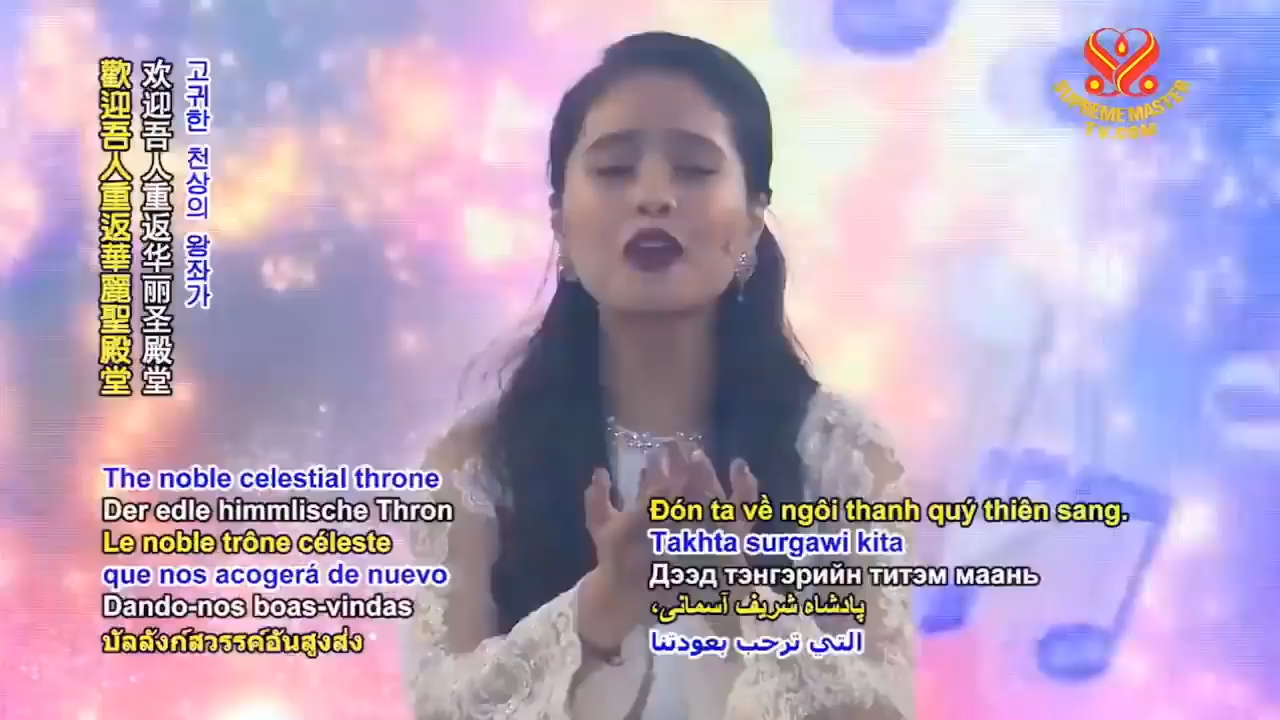 歡迎吾人重返華麗聖殿堂
欢迎吾人重返华丽圣殿堂
고귀한 천상의 왕좌가
SUPREME MASTER
TV.COM
The noble celestial throne
Der edle himmlische Thron
Le noble trône céleste
que nos acogerá de nuevo
Dando-nos boas-vindas
บัลลังก์สวรรค์อันสูงส่ง
Đón ta về ngôi thanh quý thiên sang.
Takhta surgawi kita
Дээд тэнгэрийн титэм маань
پادشاه شریف آسمانی،
التي ترحب بعودتنا